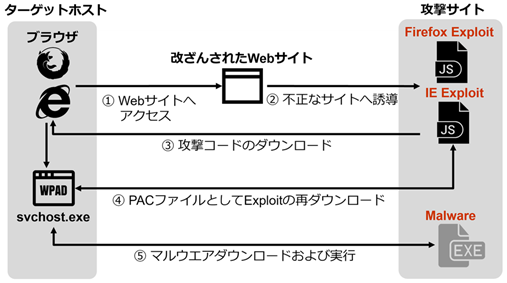 ターゲットホスト
攻撃サイト
ブラウザ
改ざんされたWebサイト
Firefox Exploit
JS
① Webサイトへ
アクセス
② 不正なサイトへ誘導
IE Exploit
JS
③ 攻撃コードのダウンロード
WPAD
svchost.exe
④ PACファイルとしてExploitの再ダウンロード
Malware
EXE
⑤ マルウエアダウンロードおよび実行